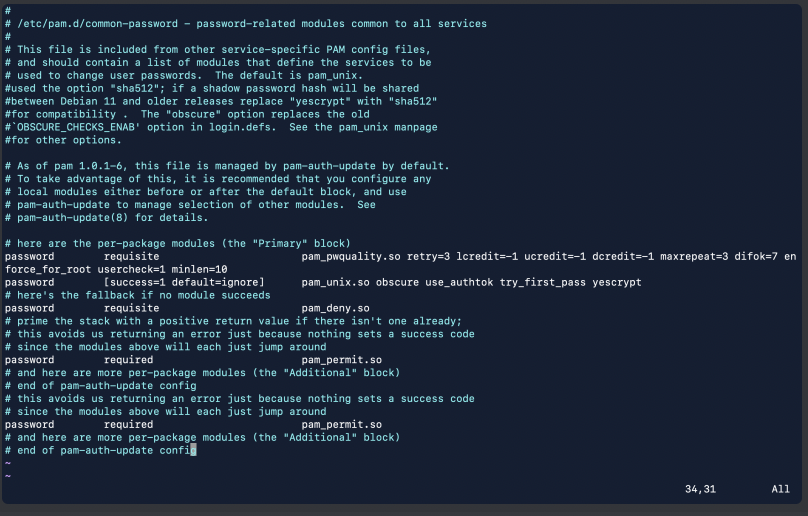 #
# /etc/pam.d/common-password - password-related modules common to all services
#
# This file is included from other service-specific PAM config files,
# and should contain a list of modules that define the services to be
# used to change user passwords.  The default is pam_unix.
#used the option "sha512"; if a shadow password hash will be shared
#between Debian 11 and older releases replace "yescrypt" with "sha512"
#for compatibility .  The "obscure" option replaces the old
#`OBSCURE_CHECKS_ENAB' option in login.defs.  See the pam_unix manpage
#for other options.

# As of pam 1.0.1-6, this file is managed by pam-auth-update by default.
# To take advantage of this, it is recommended that you configure any
# local modules either before or after the default block, and use
# pam-auth-update to manage selection of other modules.  See
# pam-auth-update(8) for details.

# here are the per-package modules (the "Primary" block)
password        requisite                       pam_pwquality.so retry=3 lcredit=-1 ucredit=-1 dcredit=-1 maxrepeat=3 difok=7 en
force_for_root usercheck=1 minlen=10
password        [success=1 default=ignore]      pam_unix.so obscure use_authtok try_first_pass yescrypt
# here's the fallback if no module succeeds
password        requisite                       pam_deny.so
# prime the stack with a positive return value if there isn't one already;
# this avoids us returning an error just because nothing sets a success code
# since the modules above will each just jump around
password        required                        pam_permit.so
# and here are more per-package modules (the "Additional" block)
# end of pam-auth-update config
# this avoids us returning an error just because nothing sets a success code
# since the modules above will each just jump around
password        required                        pam_permit.so
# and here are more per-package modules (the "Additional" block)
# end of pam-auth-update config
~
~
34,31         All